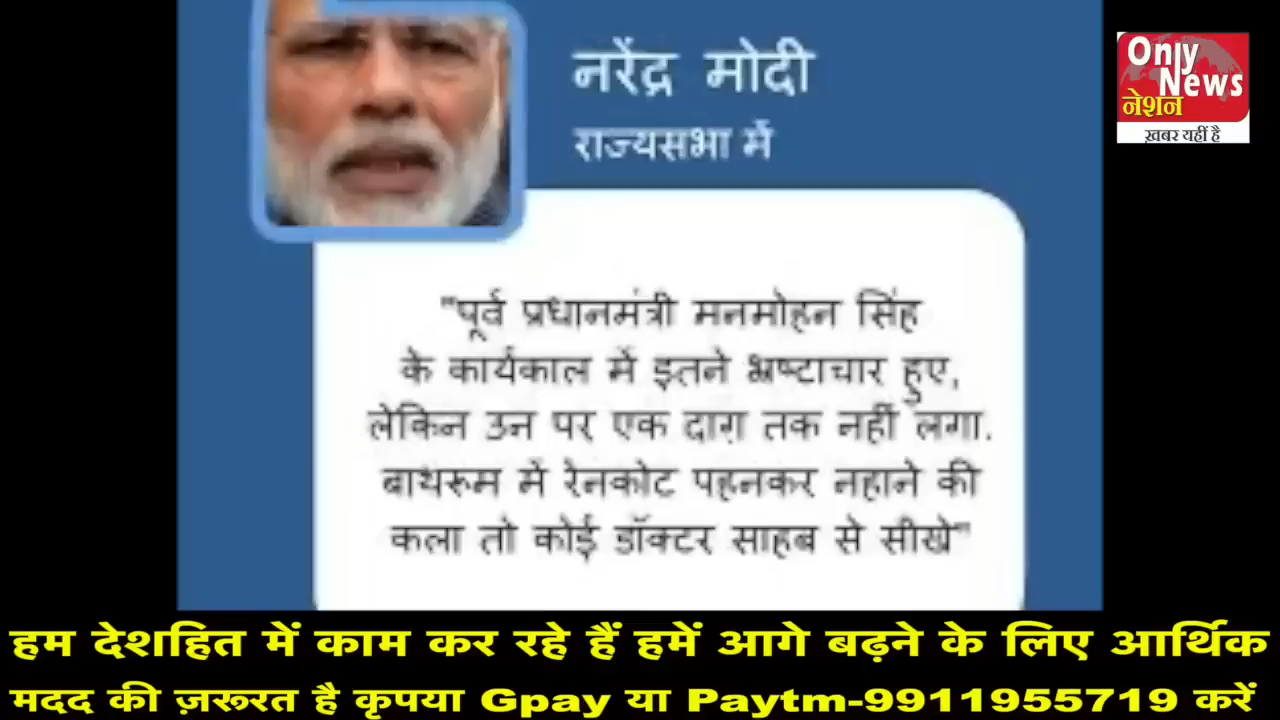 नरेंद्र मोदी
राज्यसभा में
Only
News
नेशन
ख़बर यहीं है
"पूर्व प्रधानमंत्री मनमोहन सिंह
के कार्यकाल में इतने भ्रष्टाचार हुए,
लेकिन उन पर एक दाग़ तक नहीं लगा.
बाथरूम में रेनकोट पहनकर नहाने की
कला तो कोई डॉक्टर साहब से सीखे"
हम देशहित में काम कर रहे हैं हमें आगे बढ़ने के लिए आर्थिक
मदद की ज़रूरत है कृपया Gpay या Paytm-9911955719 करें